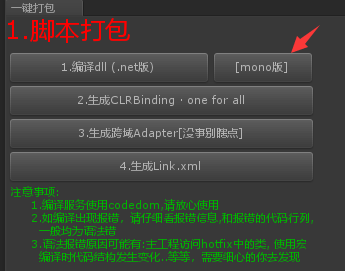 一键打包
1.脚本打包
1.编译dll (.net版) [mono版]
2.生成CLRBinding · one for all
3.生成跨域Adapter[没事别瞎点]
4.生成Link.xml
注意事项:
1.编译服务使用codedom,请放心使用
2.如编译出现报错，请仔细看报错信息,和报错的代码行列,
一般均为语法错
3.语法报错原因可能有:主工程访问hotfix中的类, 使用宏
编译时代码结构发生变化..等等，需要细心的你去发现